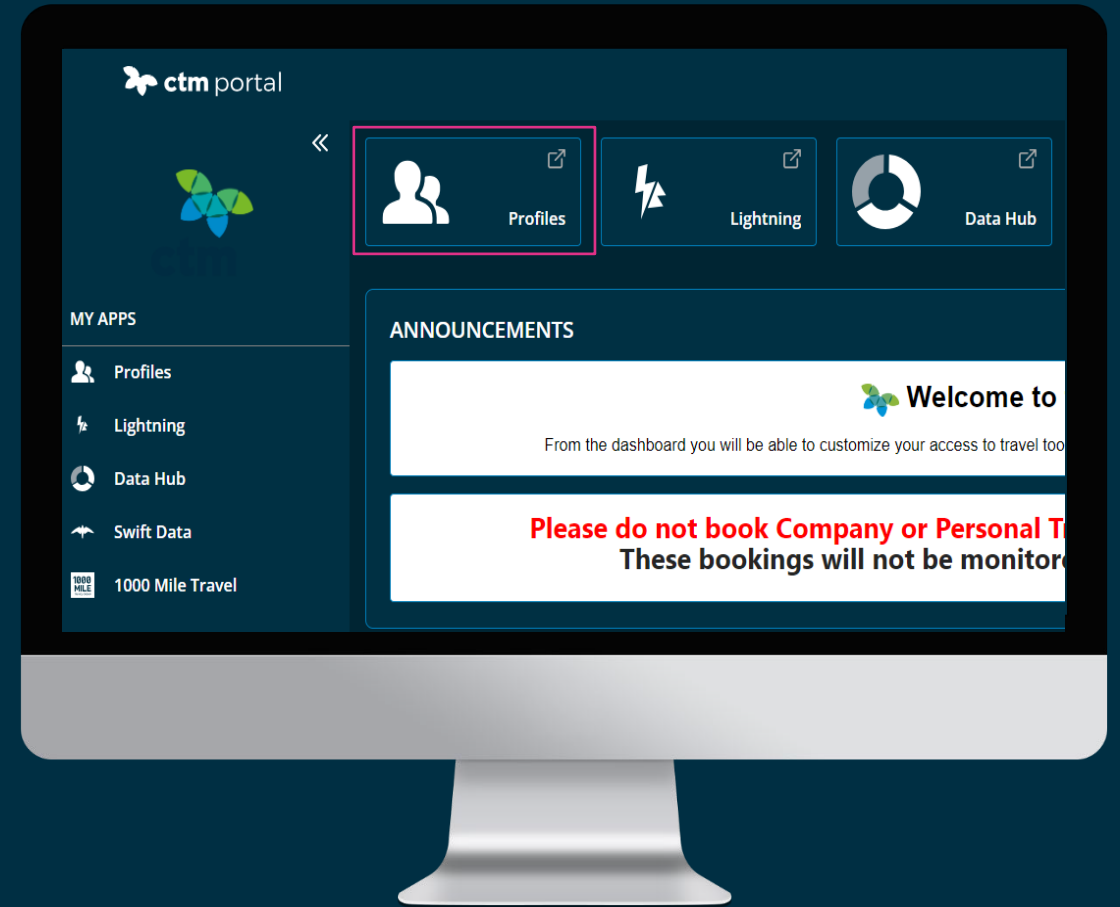 ctm portal
Profiles
Lightning
Data Hub
ctm
MY APPS
Profiles
Lightning
Data Hub
Swift Data
1000 MILE
1000 Mile Travel
ANNOUNCEMENTS
Welcome to
From the dashboard you will be able to customize your access to travel too
Please do not book Company or Personal T
These bookings will not be monitore